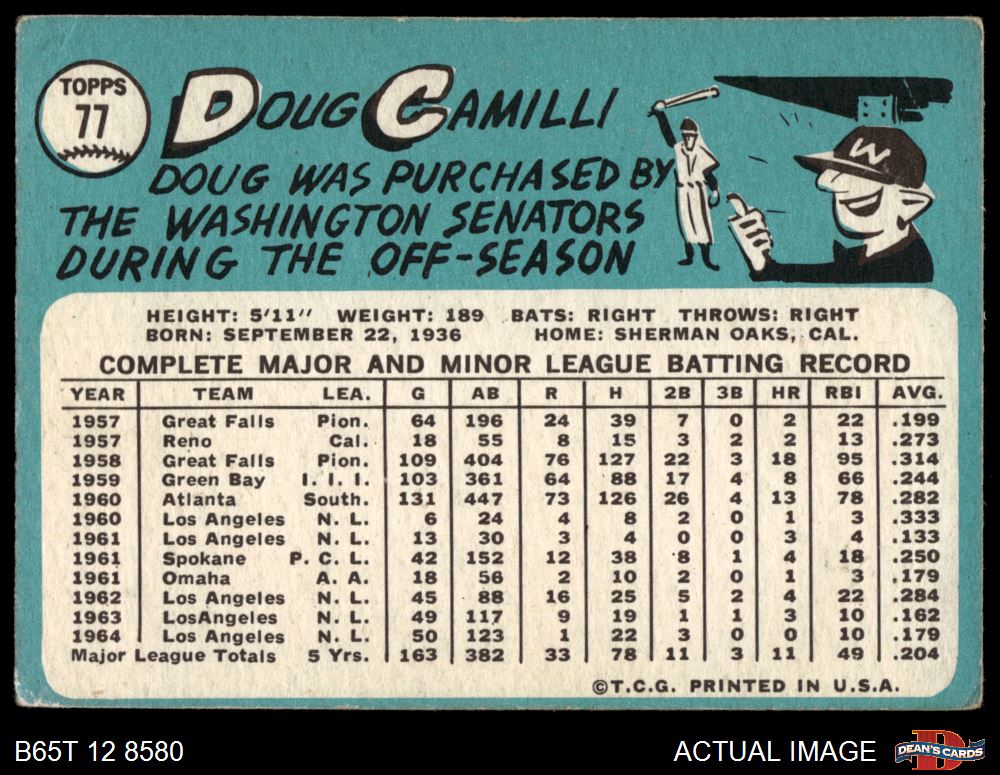 TOPPS
77
DOUG CAMILLI
DOUG WAS PURCHASED BY
THE WASHINGTON SENATORS
DURING THE OFF-SEASON
W
HEIGHT: 5'11" WEIGHT: 189 BATS: RIGHT THROWS: RIGHT
BORN: SEPTEMBER 22, 1936 HOME: SHERMAN OAKS, CAL.
COMPLETE MAJOR AND MINOR LEAGUE BATTING RECORD
YEAR TEAM LEA. G AB R H 2B 3B HR RBI AVG.
1957 Great Falls Pion. 64 196 24 39 7 0 2 22 .199
1957 Reno Cal. 18 55 8 15 3 2 2 13 .273
1958 Great Falls Pion. 109 404 76 127 22 3 18 95 .314
1959 Green Bay I. I. I. 103 361 64 88 17 4 8 66 .244
1960 Atlanta South. 131 447 73 126 26 4 13 78 .282
1960 Los Angeles N. L. 6 24 4 8 2 0 1 3 .333
1961 Los Angeles N. L. 13 30 3 4 0 0 3 4 .133
1961 Spokane P. C. L. 42 152 12 38 8 1 4 18 .250
1961 Omaha A. A. 18 56 2 10 2 0 1 3 .179
1962 Los Angeles N. L. 45 88 16 25 5 2 4 22 .284
1963 LosAngeles N. L. 49 117 9 19 1 1 3 10 .162
1964 Los Angeles N. L. 50 123 1 22 3 0 0 10 .179
Major League Totals 5 Yrs. 163 382 33 78 11 3 11 49 .204
©T.C.G. PRINTED IN U.S.A.
B65T 12 8580
ACTUAL IMAGE
D
DEAN'S CARDS